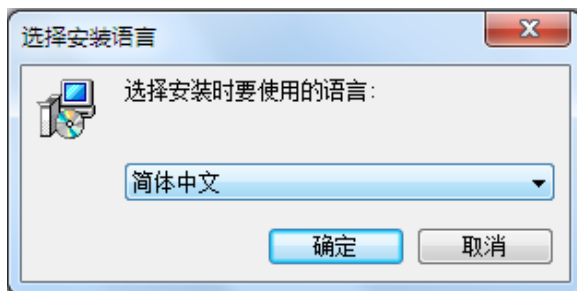 选择安装语言
选择安装时要使用的语言:
简体中文
确定
取消